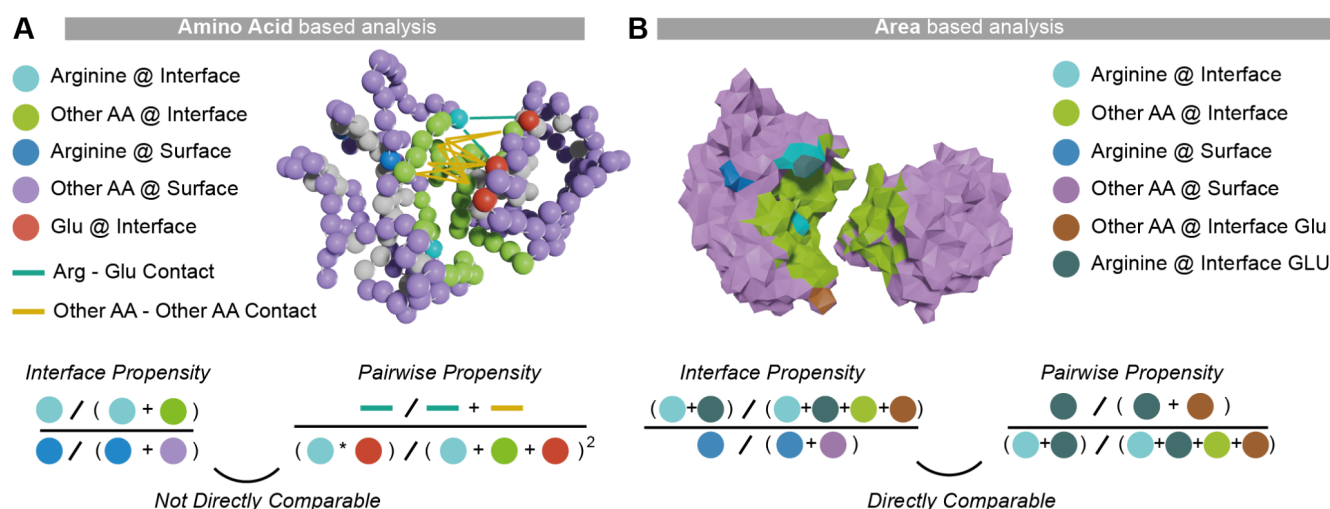 A
Amino Acid based analysis
Arginine @ Interface
Other AA @ Interface
Arginine @ Surface
Other AA @ Surface
Glu @ Interface
Arg - Glu Contact
Other AA - Other AA Contact
Interface Propensity
/ ( + )
/ ( + )
Pairwise Propensity
/ +
( * ) / ( + + )2
Not Directly Comparable
B
Area based analysis
Arginine @ Interface
Other AA @ Interface
Arginine @ Surface
Other AA @ Surface
Other AA @ Interface Glu
Arginine @ Interface GLU
Interface Propensity
( + ) / ( + + + )
/ ( + )
Pairwise Propensity
/ ( + )
( + ) / ( + + + )
Directly Comparable